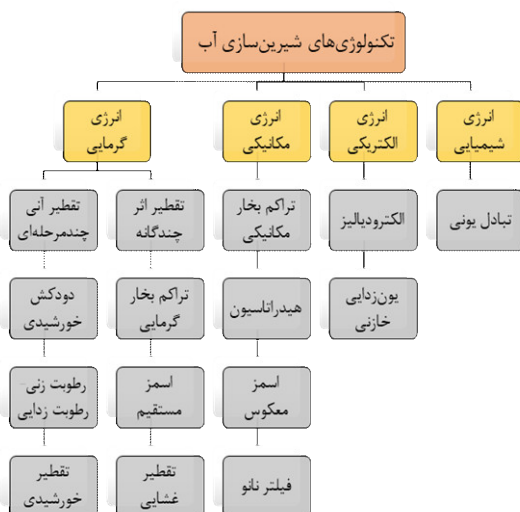 تکنولوژی‌های شیرین‌سازی آب
انرژی
شیمیایی
انرژی
الکتریکی
انرژی
مکانیکی
انرژی
گرمایی
تبادل یونی
الکترودیالیز
تراکم بخار
مکانیکی
تقطیر اثر
چندگانه
تقطیر آنی
چندمرحله‌ای
یون‌زدایی
خازنی
هیدراتاسیون
تراکم بخار
گرمایی
دودکش
خورشیدی
اسمز
معکوس
اسمز
مستقیم
رطوبت زنی-
رطوبت زدایی
فیلتر نانو
تقطیر
غشایی
تقطیر
خورشیدی